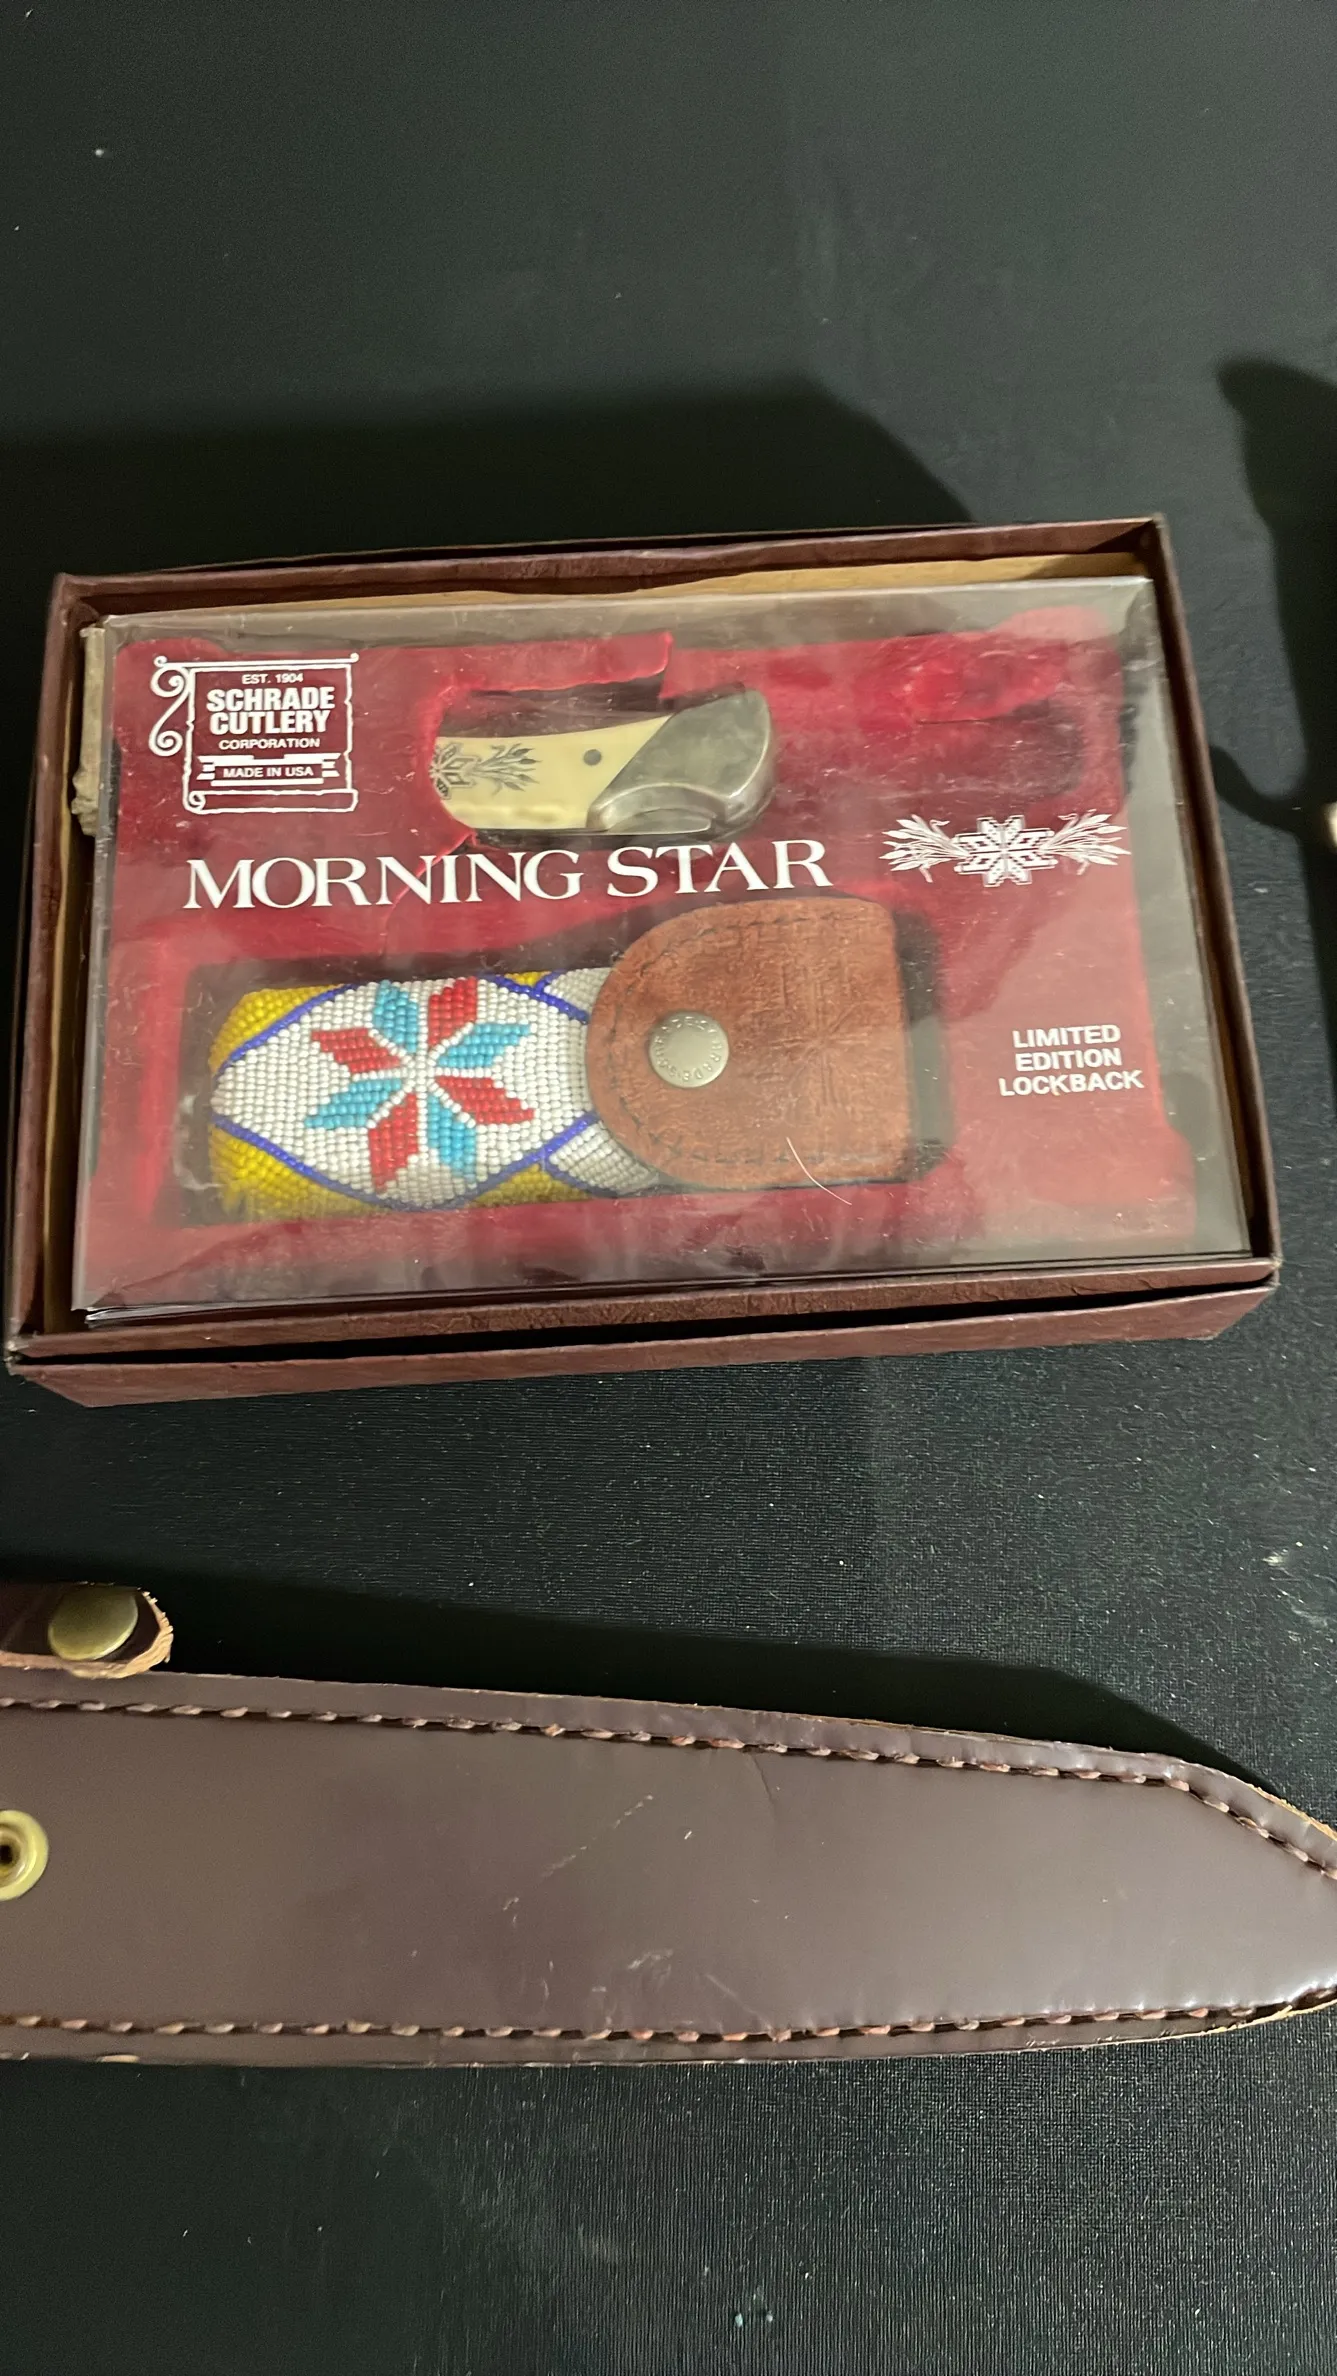 EST. 1904
SCHRADE
CUTLERY
CORPORATION
MADE IN USA
MORNING STAR
LIMITED
EDITION
LOCKBACK